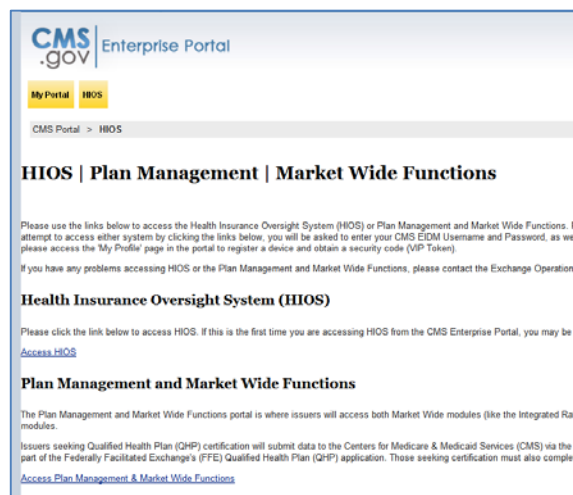 CMS
.gov
Enterprise Portal
My Portal HIOS
CMS Portal > HIOS
HIOS | Plan Management | Market Wide Functions
Please use the links below to access the Health Insurance Oversight System (HIOS) or Plan Management and Market Wide Functions.
attempt to access either system by clicking the links below, you will be asked to enter your CMS EIDM Username and Password, as we
please access the 'My Profile' page in the portal to register a device and obtain a security code (VIP Token).
If you have any problems accessing HIOS or the Plan Management and Market Wide Functions, please contact the Exchange Operation
Health Insurance Oversight System (HIOS)
Please click the link below to access HIOS. If this is the first time you are accessing HIOS from the CMS Enterprise Portal, you may be
Access HIOS
Plan Management and Market Wide Functions
The Plan Management and Market Wide Functions portal is where issuers will access both Market Wide modules (like the Integrated Ra
modules.
Issuers seeking Qualified Health Plan (QHP) certification will submit data to the Centers for Medicare & Medicaid Services (CMS) via the
part of the Federally Facilitated Exchange's (FFE) Qualified Health Plan (QHP) application. Those seeking certification must also comple
Access Plan Management & Market Wide Functions